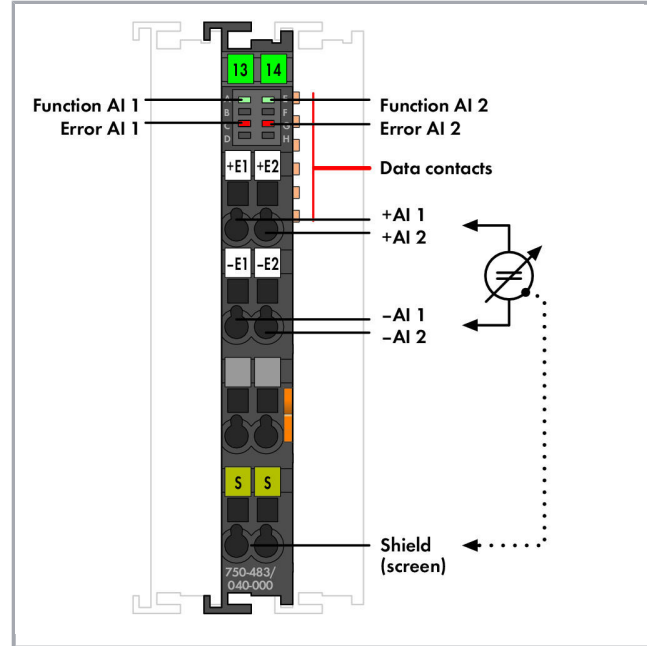 13 14
Function AI 1
Function AI 2
A E
B F
Error AI 1
Error AI 2
C G
D H
+E1 +E2
Data contacts
+AI 1
+AI 2
–E1 –E2
–AI 1
–AI 2
S S
Shield
(screen)
750-483/
040-000